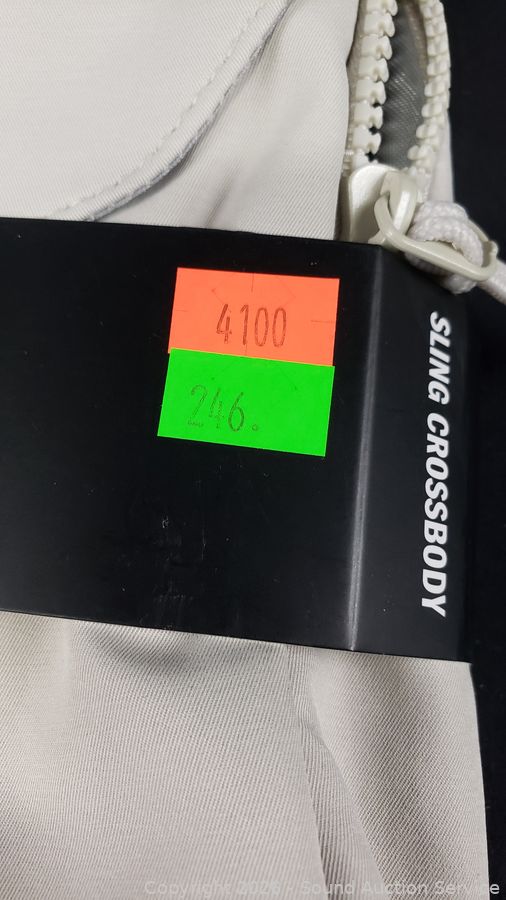 4100
246.
SLING CROSSBODY
Copyright 2026 - Sound Auction Service